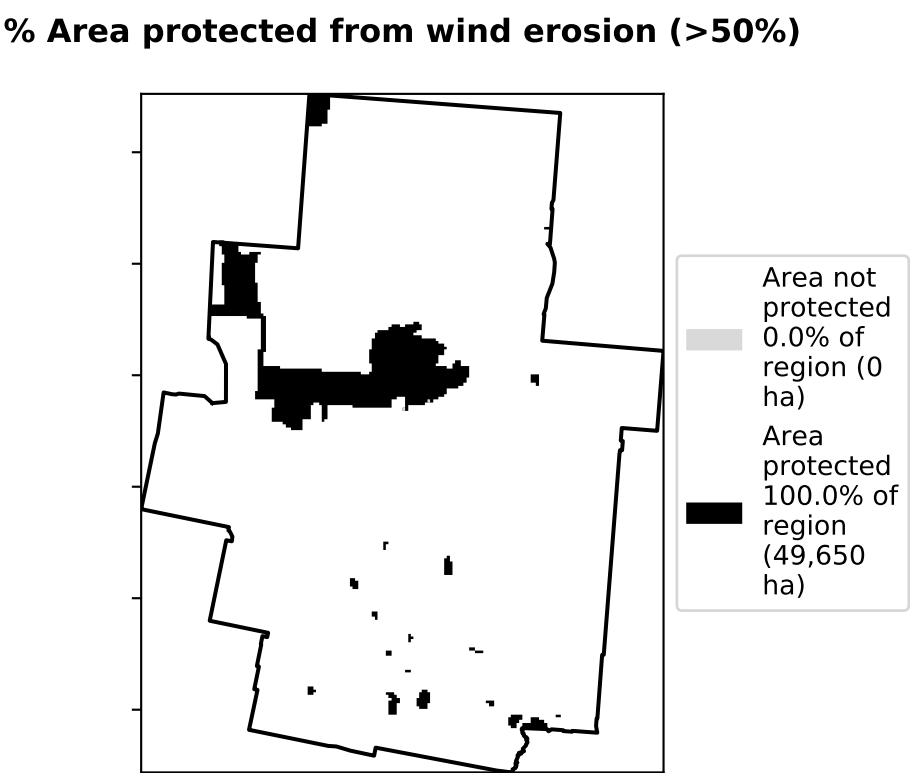 % Area protected from wind erosion (>50%)
Area not
protected
0.0% of
region (0
ha)
Area
protected
100.0% of
region
(49,650
ha)